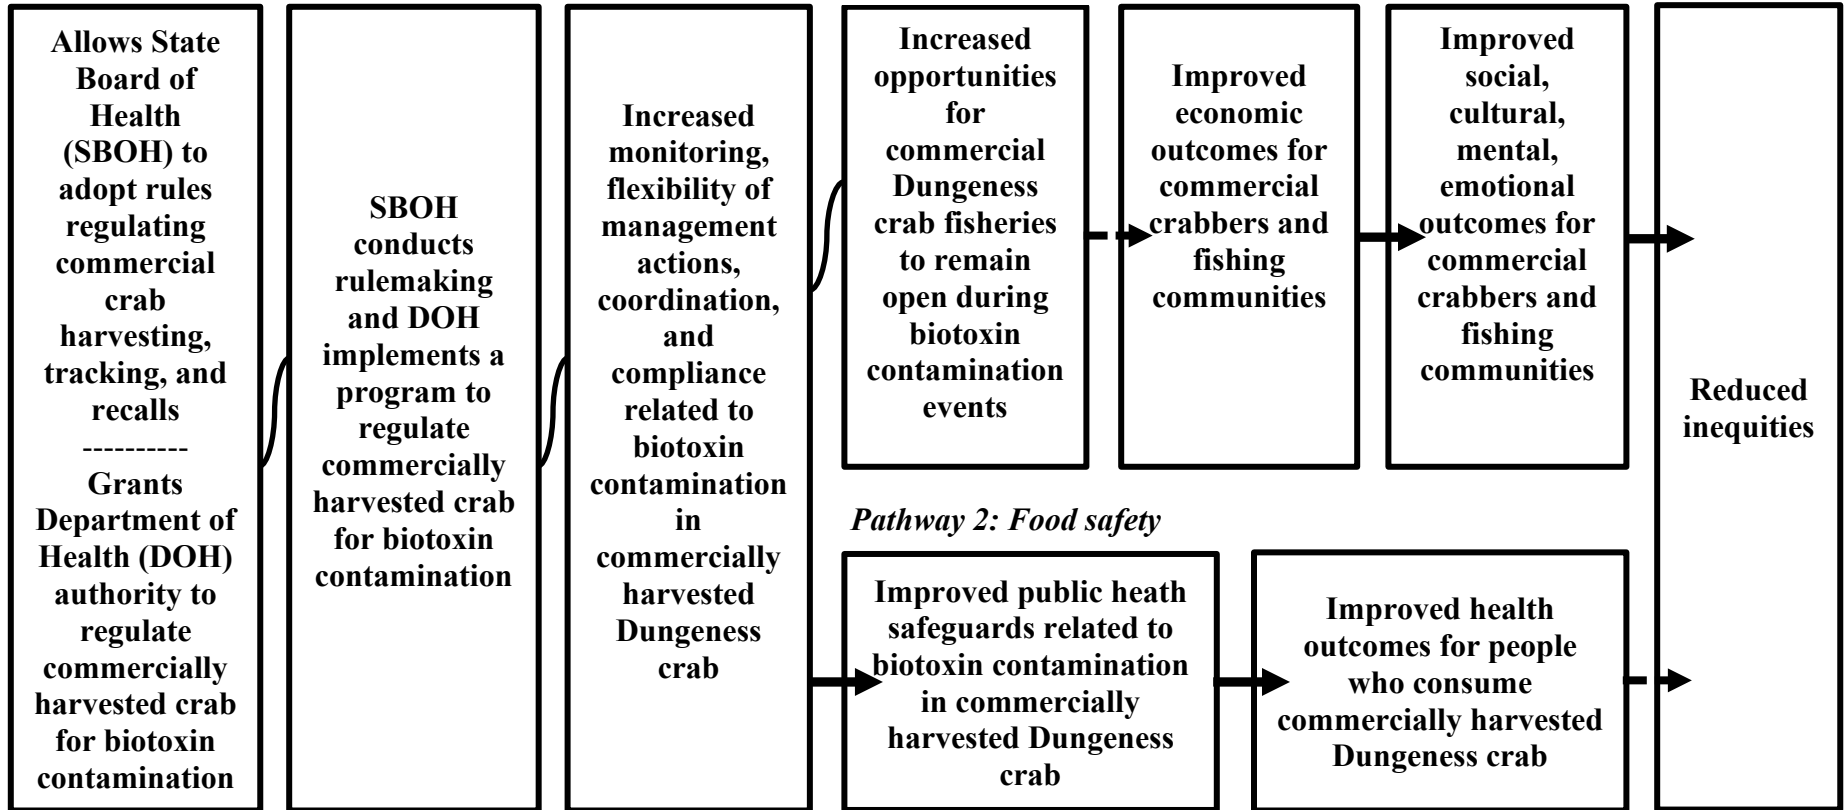 Allows State
Board of
Health
(SBOH) to
adopt rules
regulating
commercial
crab
harvesting,
tracking, and
recalls
----------
Grants
Department of
Health (DOH)
authority to
regulate
commercially
harvested crab
for biotoxin
contamination
SBOH
conducts
rulemaking
and DOH
implements a
program to
regulate
commercially
harvested crab
for biotoxin
contamination
Increased
monitoring,
flexibility of
management
actions,
coordination,
and
compliance
related to
biotoxin
contamination
in
commercially
harvested
Dungeness
crab
Increased
opportunities
for
commercial
Dungeness
crab fisheries
to remain
open during
biotoxin
contamination
events
Improved
economic
outcomes for
commercial
crabbers and
fishing
communities
Improved
social,
cultural,
mental,
emotional
outcomes for
commercial
crabbers and
fishing
communities
Pathway 2: Food safety
Improved public heath
safeguards related to
biotoxin contamination
in commercially
harvested Dungeness
crab
Improved health
outcomes for people
who consume
commercially harvested
Dungeness crab
Reduced
inequities